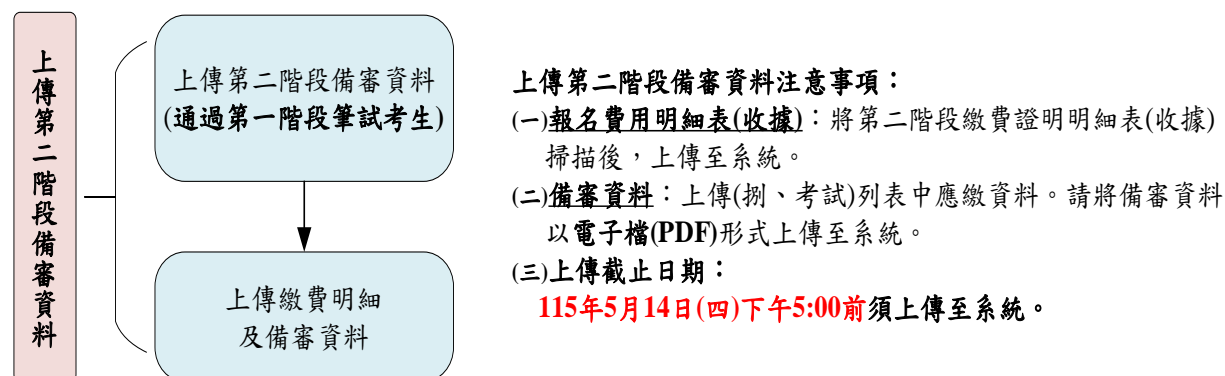 上傳第二階段備審資料
上傳第二階段備審資料
(通過第一階段筆試考生)
上傳繳費明細
及備審資料
上傳第二階段備審資料注意事項：
(一)報名費用明細表(收據)：將第二階段繳費證明明細表(收據)
掃描後，上傳至系統。
(二)備審資料：上傳(捌、考試)列表中應繳資料。請將備審資料
以電子檔(PDF)形式上傳至系統。
(三)上傳截止日期：
115年5月14日(四)下午5:00前須上傳至系統。